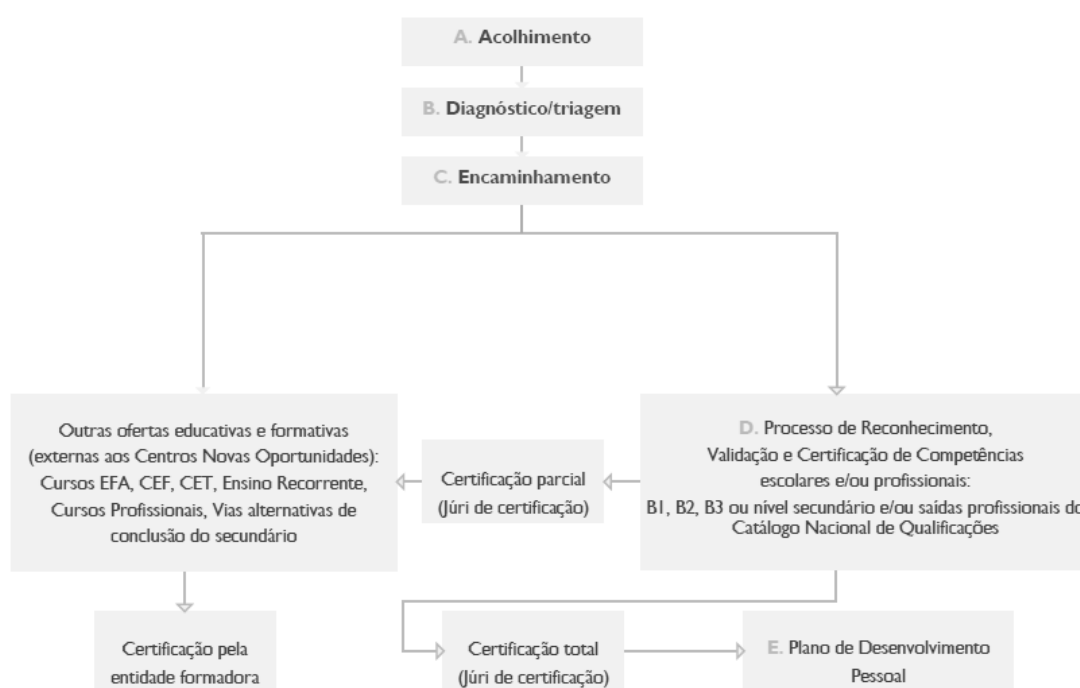 A. Acolhimento
B. Diagnóstico/triagem
C. Encaminhamento
Outras ofertas educativas e formativas
(externas aos Centros Novas Oportunidades):
Cursos EFA, CEF, CET, Ensino Recorrente,
Cursos Profissionais, Vias alternativas de
conclusão do secundário
Certificação parcial
(Júri de certificação)
D. Processo de Reconhecimento,
Validação e Certificação de Competências
escolares e/ou profissionais:
B1, B2, B3 ou nível secundário e/ou saídas profissionais do
Catálogo Nacional de Qualificações
Certificação pela
entidade formadora
Certificação total
(Júri de certificação)
E. Plano de Desenvolvimento
Pessoal